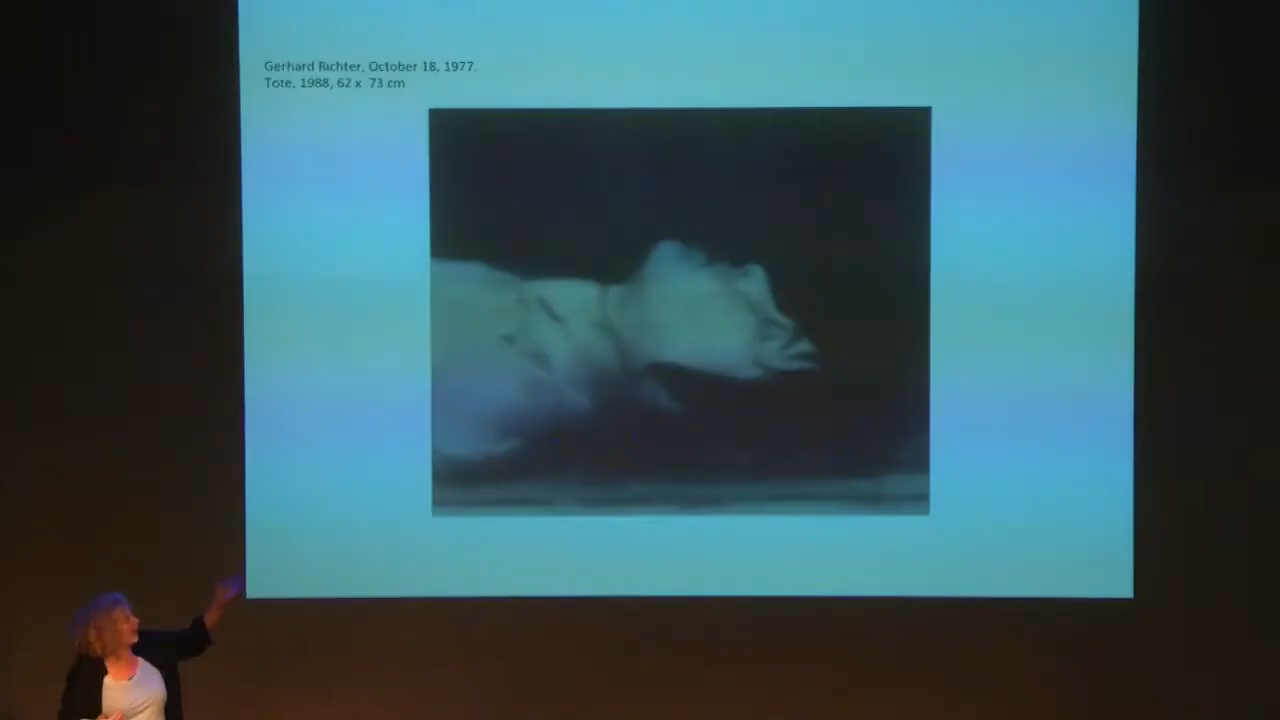 Gerhard Richter, October 18, 1977.
Tote, 1988, 62 x 73 cm